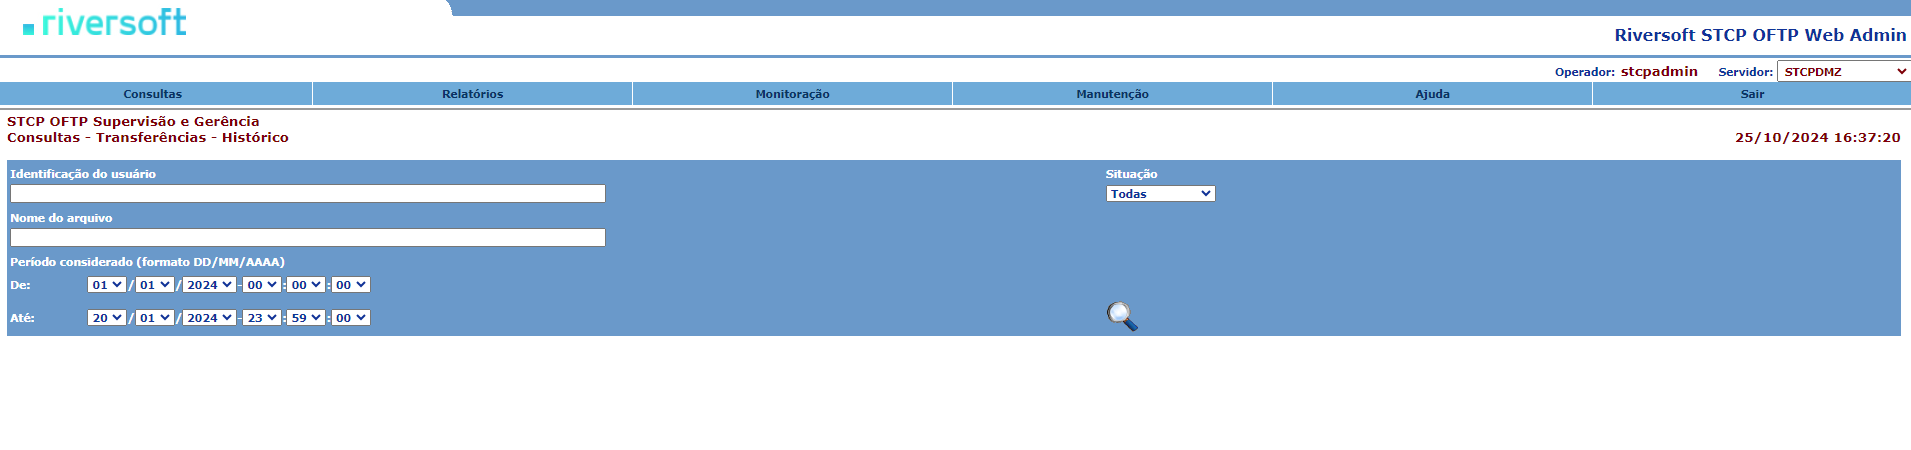 riversoft
Riversoft STCP OFTP Web Admin
Operador: stcpadmin Servidor: STCPDMZ
Consultas Relatórios Monitoração Manutenção Ajuda Sair
STCP OFTP Supervisão e Gerência
Consultas - Transferências - Histórico 25/10/2024 16:37:20
Identificação do usuário Situação
Todas
Nome do arquivo
Período considerado (formato DD/MM/AAAA)
De: 01 / 01 / 2024 - 00 : 00 : 00
Até: 20 / 01 / 2024 - 23 : 59 : 00